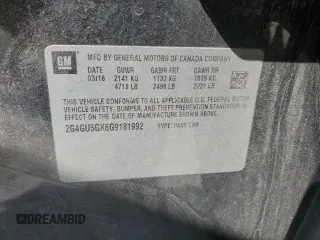 GM
MFD BY GENERAL MOTORS OF CANADA COMPANY
DATE GVWR GAWR FRT GAWR RR
03/16 2141 KG 1133 KG 1009 KG
4719 LB 2498 LB 2221 LB
THIS VEHICLE CONFORMS TO ALL APPLICABLE U.S. FEDERAL MOTOR
VEHICLE SAFETY, BUMPER, AND THEFT PREVENTION STANDARDS
IN EFFECT ON THE DATE OF MANUFACTURE SHOWN ABOVE.
2G4GU5GX6G9181992 TYPE: PASS CAR
DREAMBID